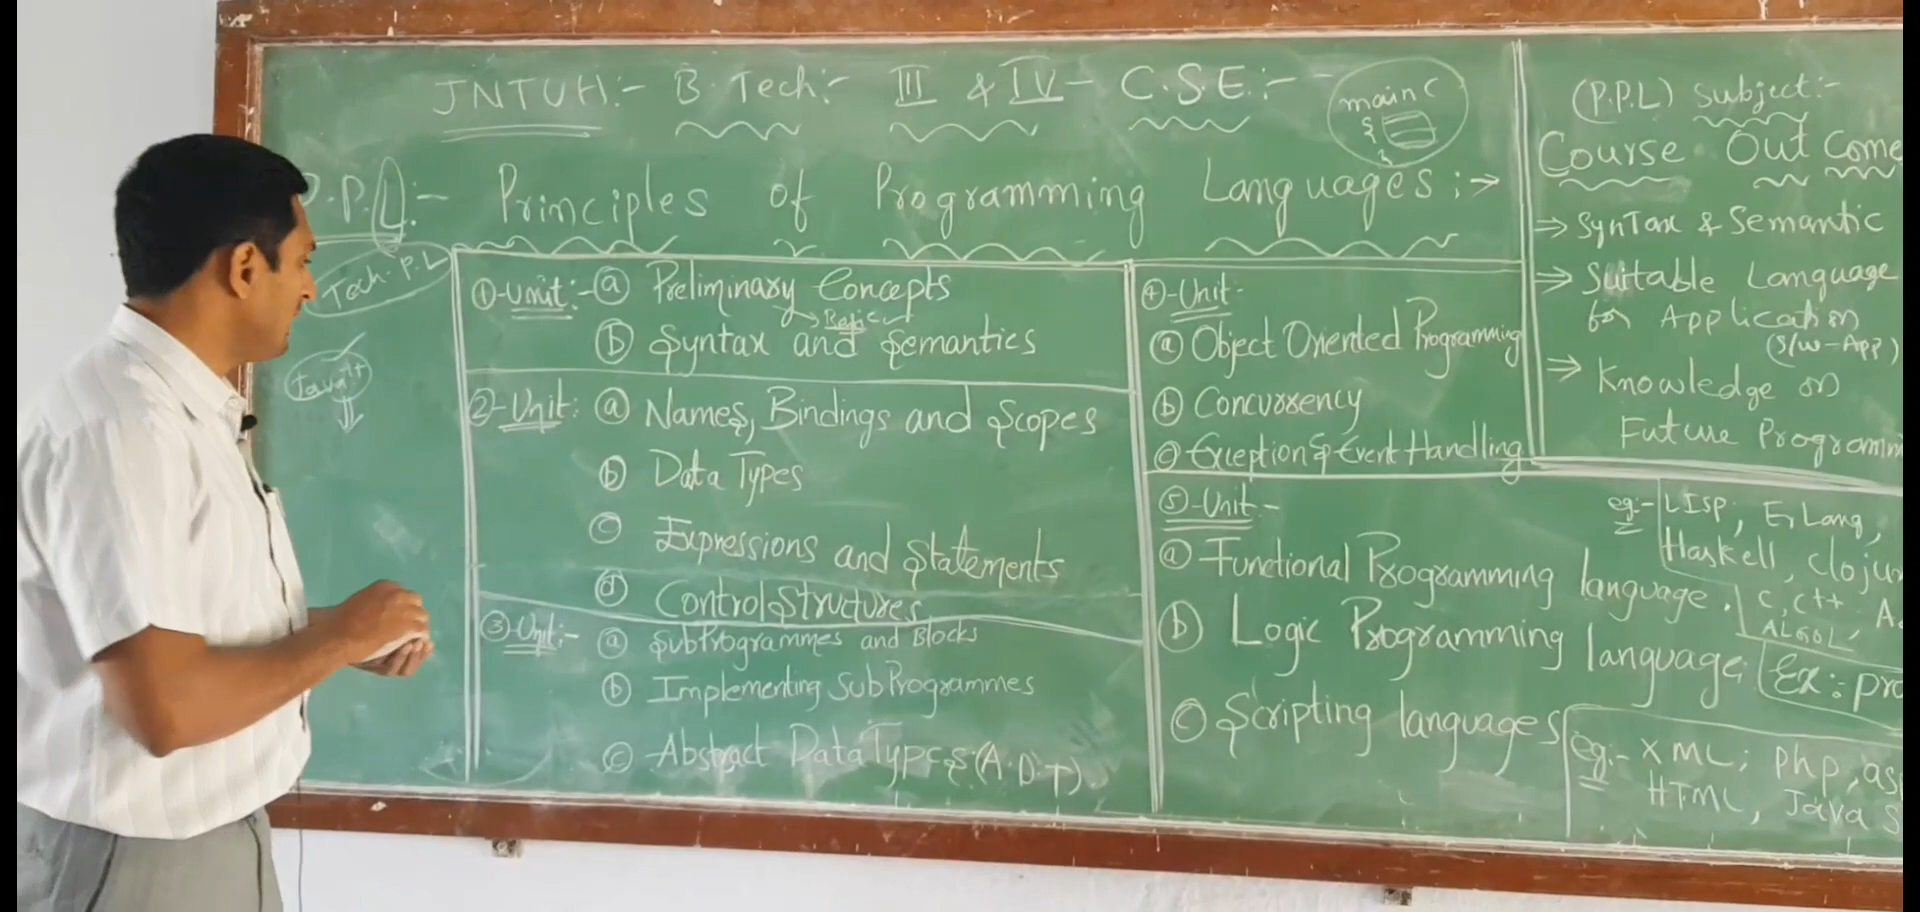 JNTUH:- B.Tech:- III & IV- C.S.E:-
main C
{
}
P.P.L:- Principles of Programming Languages:->
Tech. P.L
Java
①-Unit:- ⓐ Preliminary Concepts
Basic
ⓑ Syntax and Semantics
②-Unit: ⓐ Names, Bindings and Scopes
ⓑ Data Types
ⓒ Expressions and Statements
ⓓ Control Structures
③-Unit:- ⓐ SubProgrammes and Blocks
ⓑ Implementing SubProgrammes
ⓒ Abstract Data Types (A.D.T)
④-Unit-
ⓐ Object Oriented Programming
ⓑ Concurrency
ⓒ Exception & Event Handling
⑤-Unit-
ⓐ Functional Programming language.
ⓑ Logic Programming language;
ⓒ Scripting languages
(P.P.L) Subject:-
Course Out Come
=> Syntax & Semantic
=> Suitable Language
for Application
(S/W-App)
=> Knowledge on
Future Programmin
eg:- LISp, ErLang,
Haskell, Clojur
C, C++ A
ALGOL
Ex:- pro
eg:- XML; Php, as
HTML, Java S